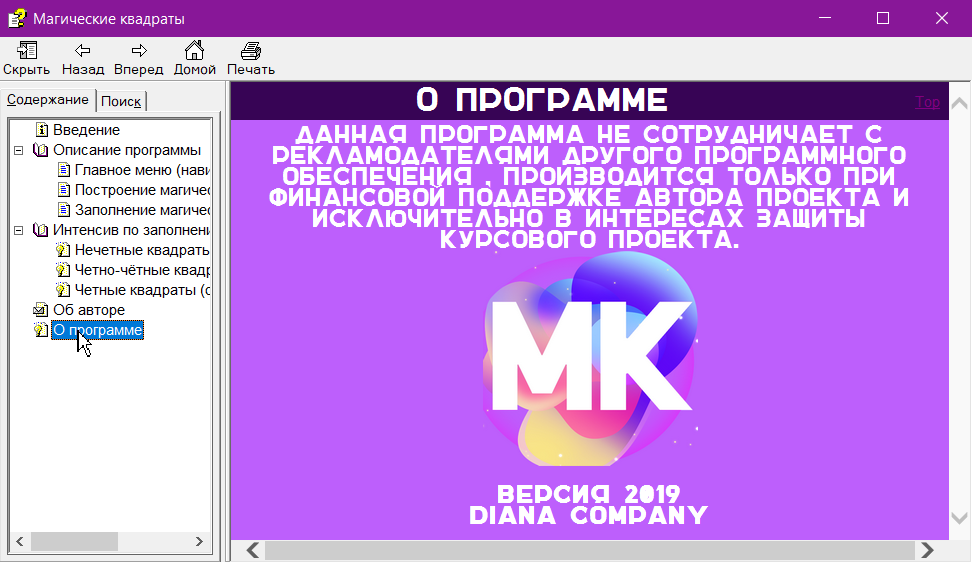 Магические квадраты
Скрыть Назад Вперед Домой Печать
Содержание Поиск
Введение
Описание программы
Главное меню (нави
Построение магичес
Заполнение магичес
Интенсив по заполнени
Нечетные квадраты
Четно-чётные квадр
Четные квадраты (о
Об авторе
О программе
О ПРОГРАММЕ
Top
ДАННАЯ ПРОГРАММА НЕ СОТРУДНИЧАЕТ С
РЕКЛАМОДАТЕЛЯМИ ДРУГОГО ПРОГРАММНОГО
ОБЕСПЕЧЕНИЯ , ПРОИЗВОДИТСЯ ТОЛЬКО ПРИ
ФИНАНСОВОЙ ПОДДЕРЖКЕ АВТОРА ПРОЕКТА И
ИСКЛЮЧИТЕЛЬНО В ИНТЕРЕСАХ ЗАЩИТЫ
КУРСОВОГО ПРОЕКТА.
МК
ВЕРСИЯ 2019
DIANA COMPANY